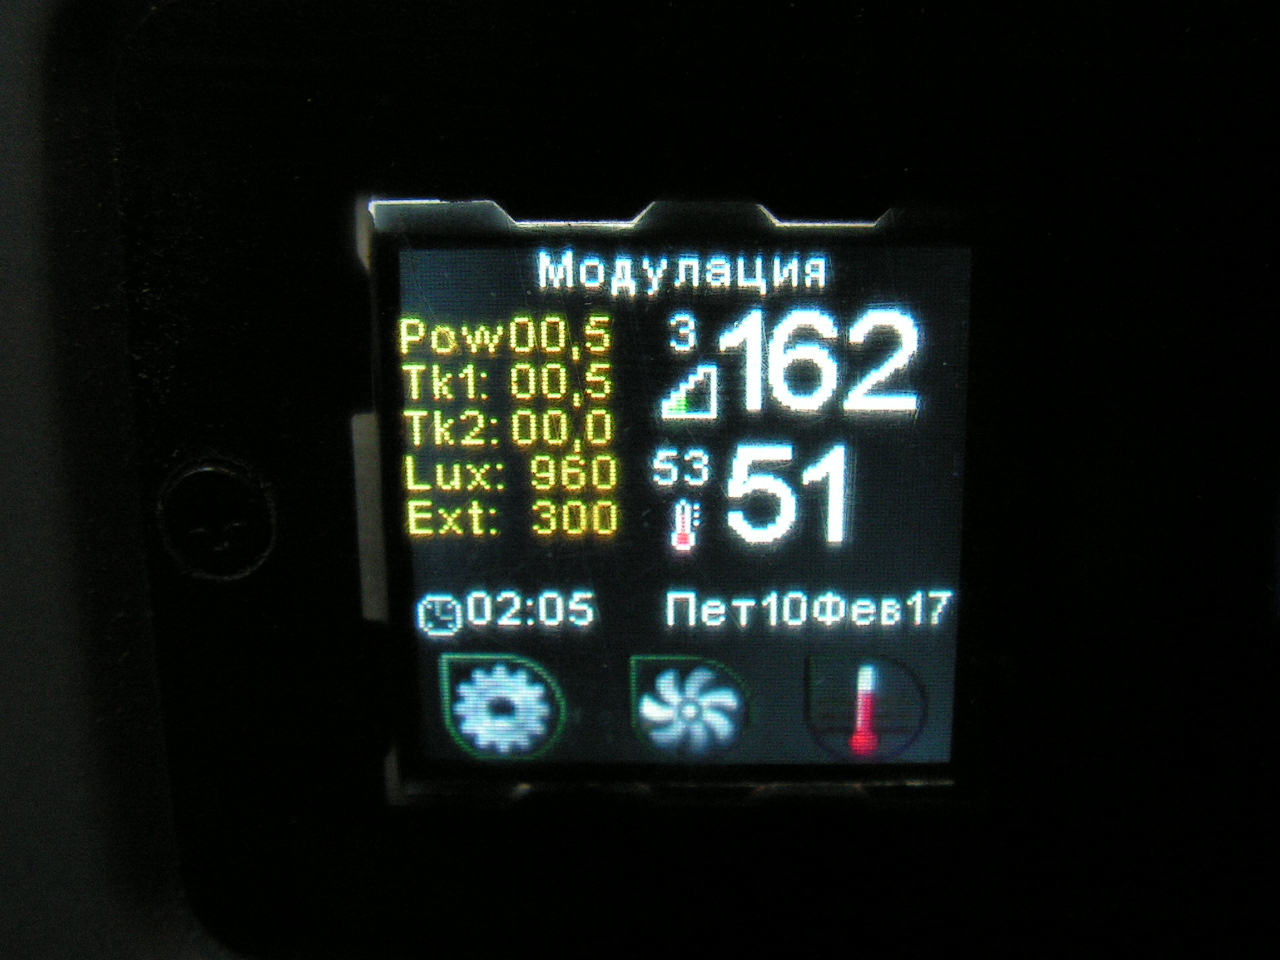 Модулация
Pow00,5
Tk1: 00,5
Tk2: 00,0
Lux: 960
Ext: 300
3
162
53
51
02:05
Пет10Фев17